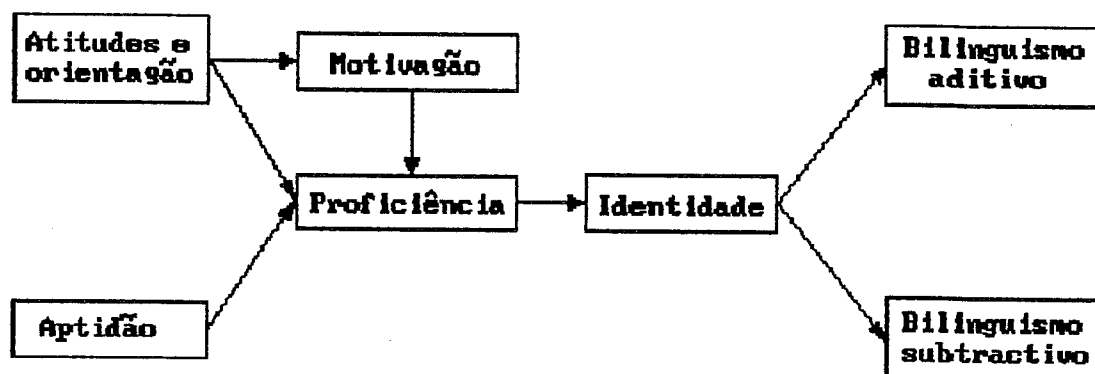 Atitudes e
orientação
Motivação
Bilinguismo
aditivo
Proficiência
Identidade
Aptidão
Bilinguismo
subtractivo